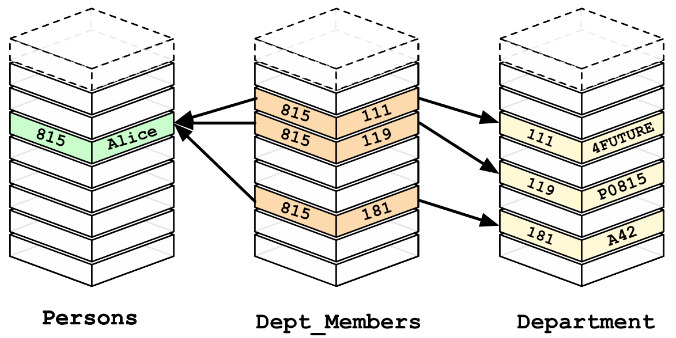 815 Alice
815 111
815 119
815 181
111 4FUTURE
119 P0815
181 A42
Persons
Dept_Members
Department